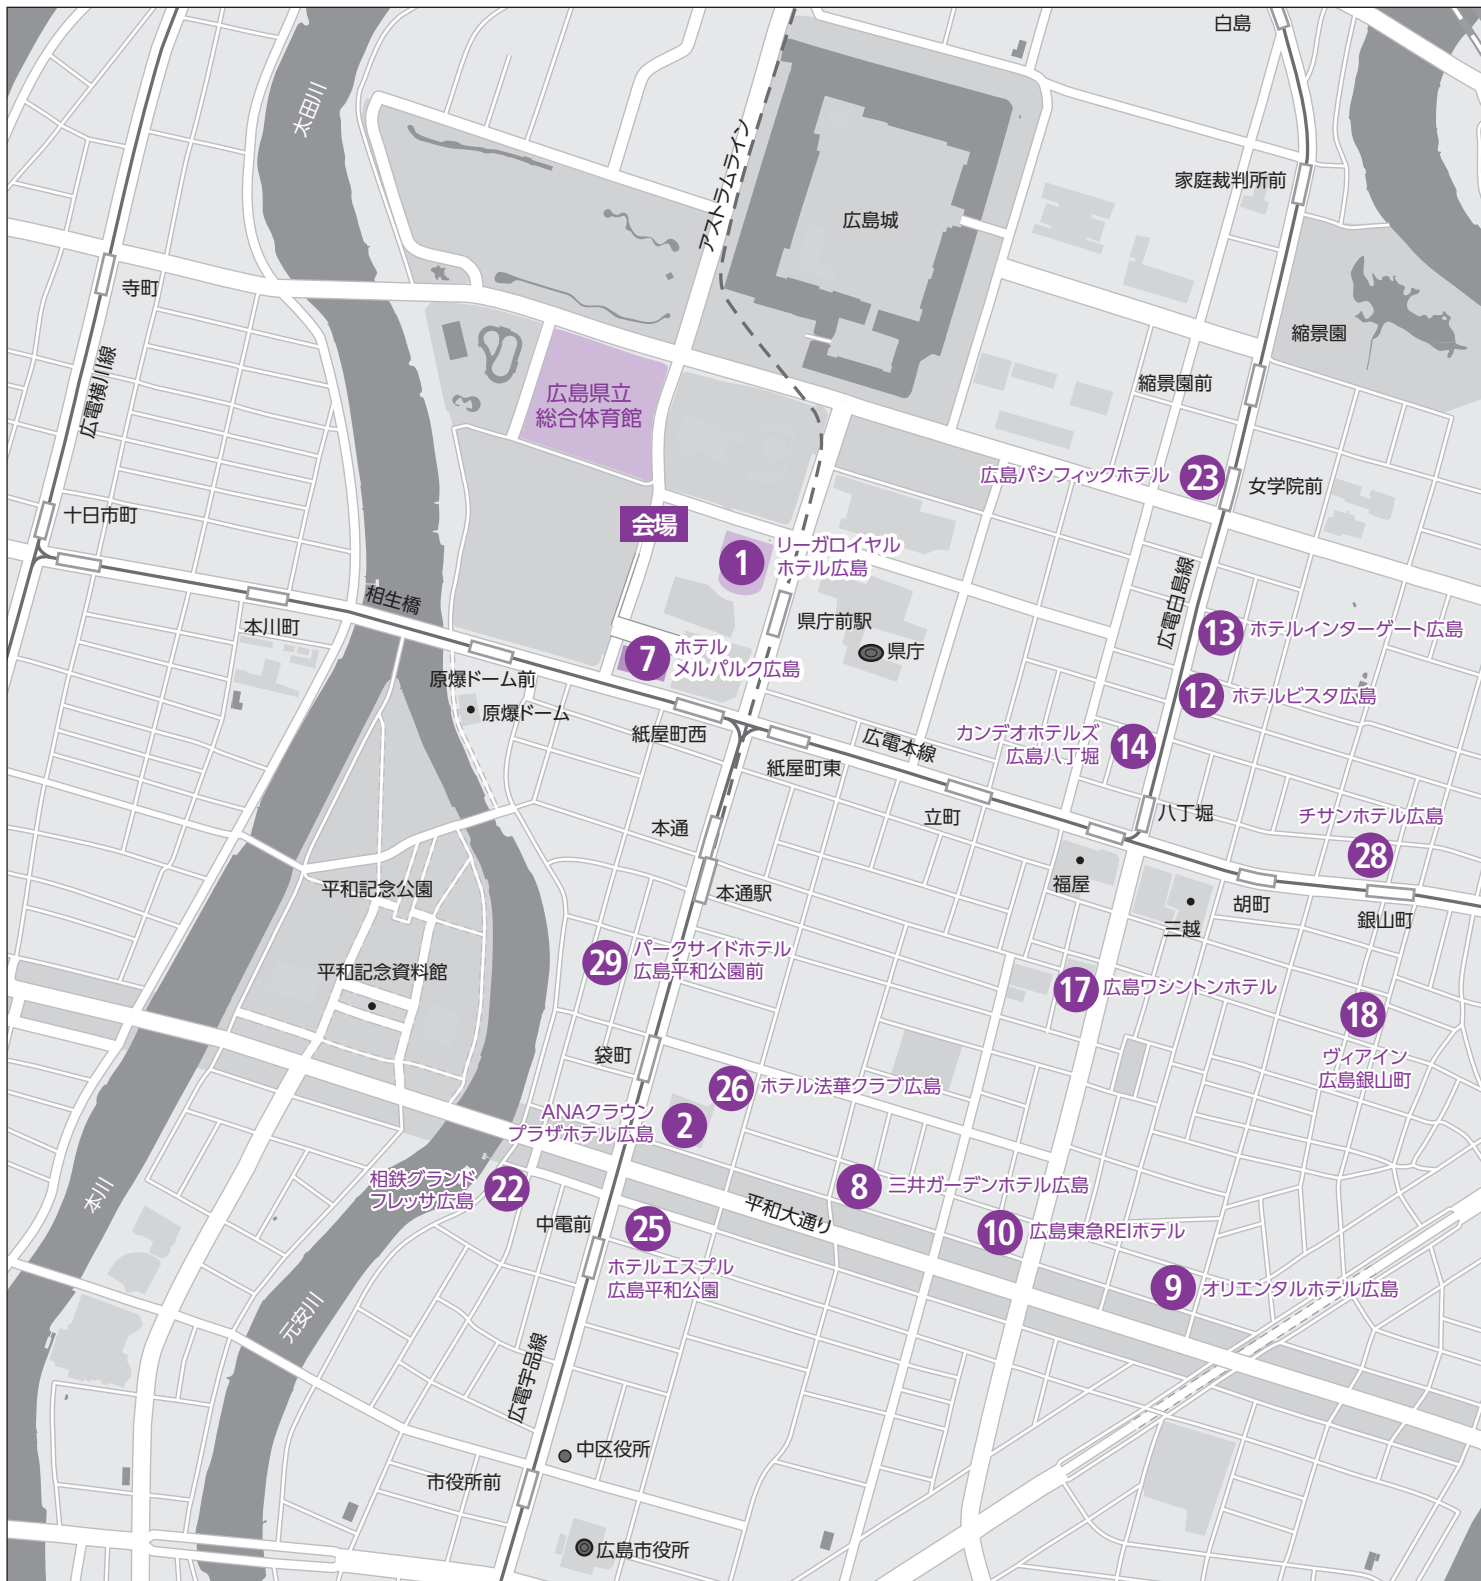 白島
太田川
アストラムライン
家庭裁判所前
広島城
寺町
縮景園
広電横川線
縮景園前
広島県立
総合体育館
広島パシフィックホテル
23
女学院前
十日市町
会場
リーガロイヤル
ホテル広島
1
広電白島線
相生橋
本川町
県庁前駅
県庁
13
ホテルインターゲート広島
7
ホテル
メルパルク広島
原爆ドーム前
原爆ドーム
12
ホテルビスタ広島
紙屋町西
広電本線
カンデオホテルズ
広島八丁堀
14
紙屋町東
立町
八丁堀
チサンホテル広島
28
本通
福屋
平和記念公園
本通駅
三越
胡町
銀山町
29
パークサイドホテル
広島平和公園前
平和記念資料館
17
広島ワシントンホテル
18
ヴィアイン
広島銀山町
袋町
26
ホテル法華クラブ広島
ANAクラウン
プラザホテル広島
2
相鉄グランド
フレッサ広島
22
本川
8
三井ガーデンホテル広島
中電前
25
平和大通り
10
広島東急REIホテル
ホテルエスプル
広島平和公園
9
オリエンタルホテル広島
元安川
広電宇品線
中区役所
市役所前
広島市役所